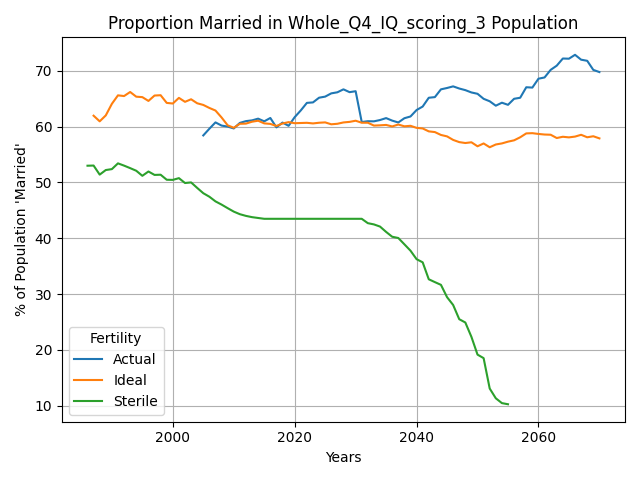 Proportion Married in Whole_Q4_IQ_scoring_3 Population
% of Population 'Married'
70
60
50
40
30
20
10
Fertility
Actual
Ideal
Sterile
2000
2020
2040
2060
Years